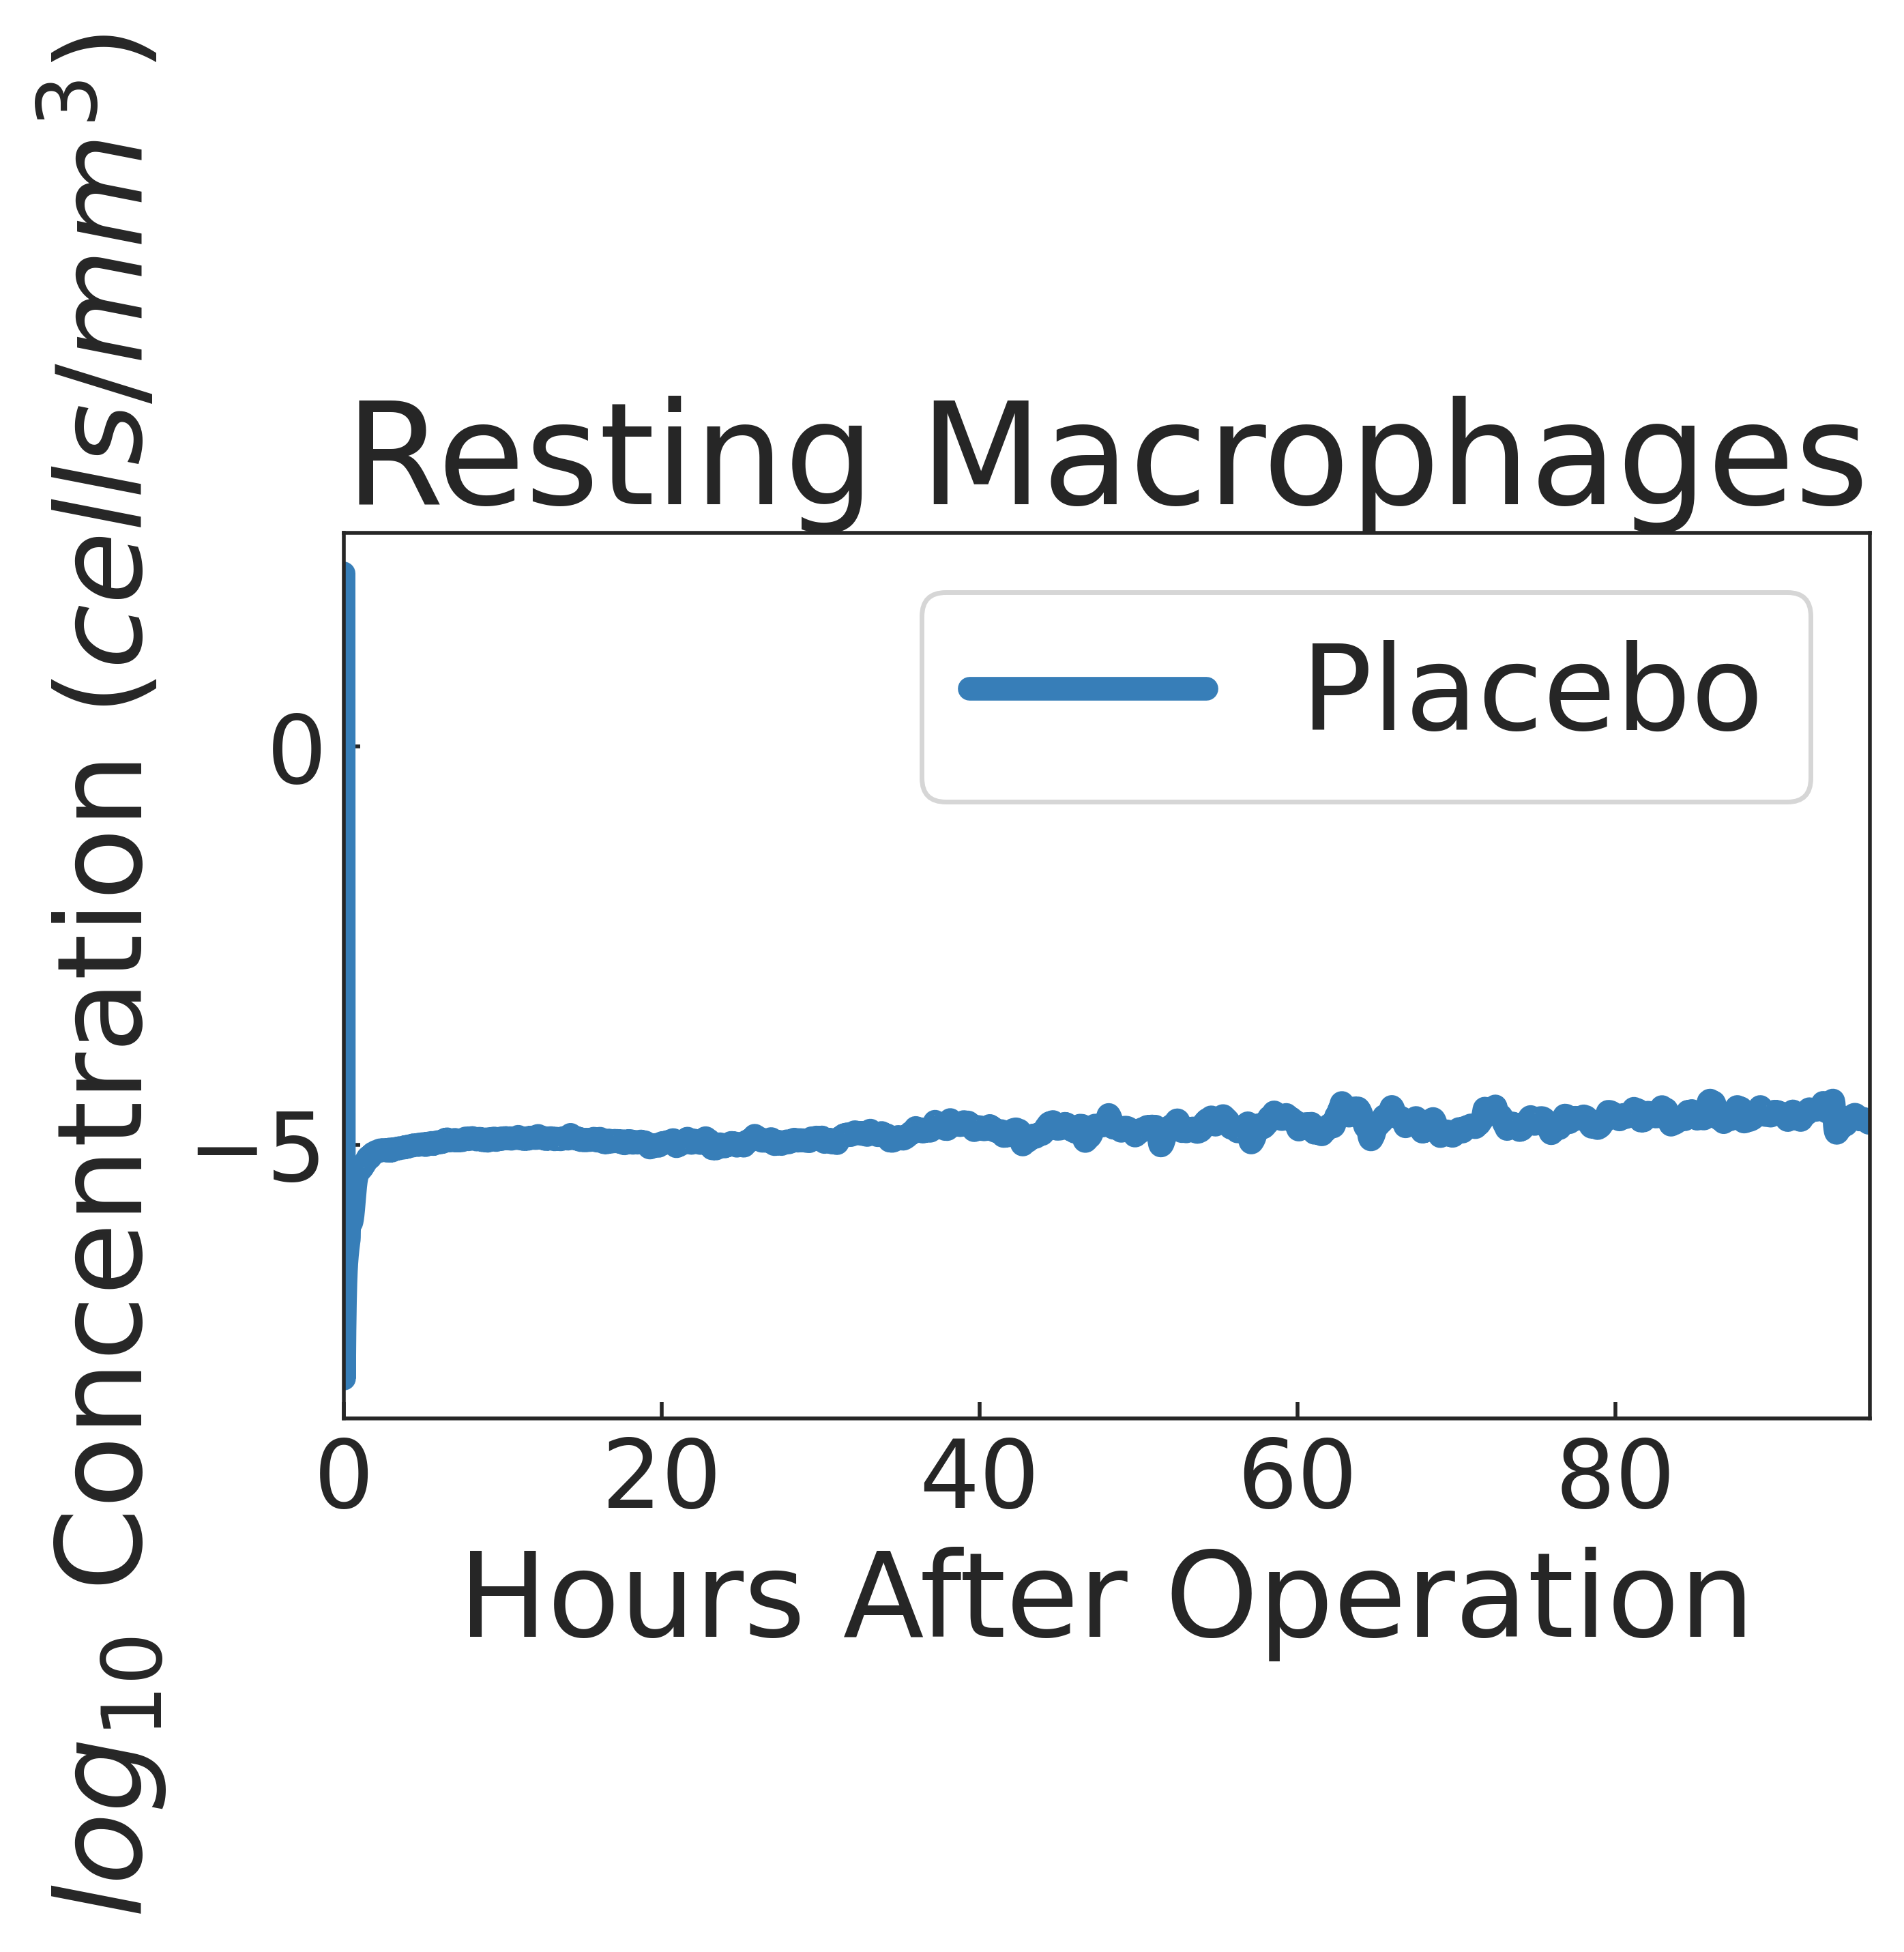 Resting Macrophages
log₁₀ Concentration (cells/mm³)
Placebo
0
−5
0 20 40 60 80
Hours After Operation